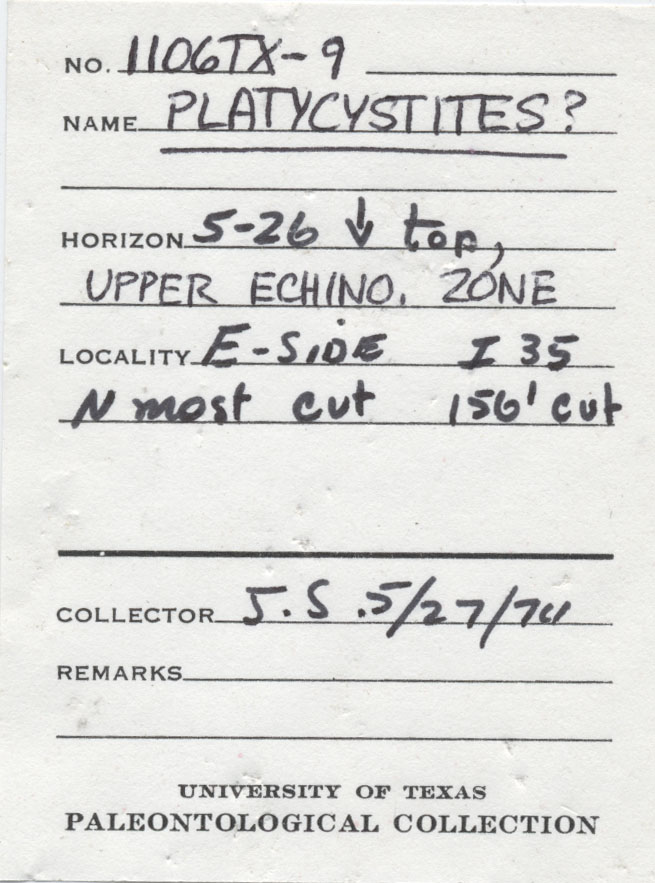 NO. 1106TX-9
NAME PLATYCYSTITES?
HORIZON 5-26 ↓ top,
UPPER ECHINO. ZONE
LOCALITY E-SIDE I 35
N most cut 156' cut
COLLECTOR J.S. 5/27/74
REMARKS
UNIVERSITY OF TEXAS
PALEONTOLOGICAL COLLECTION